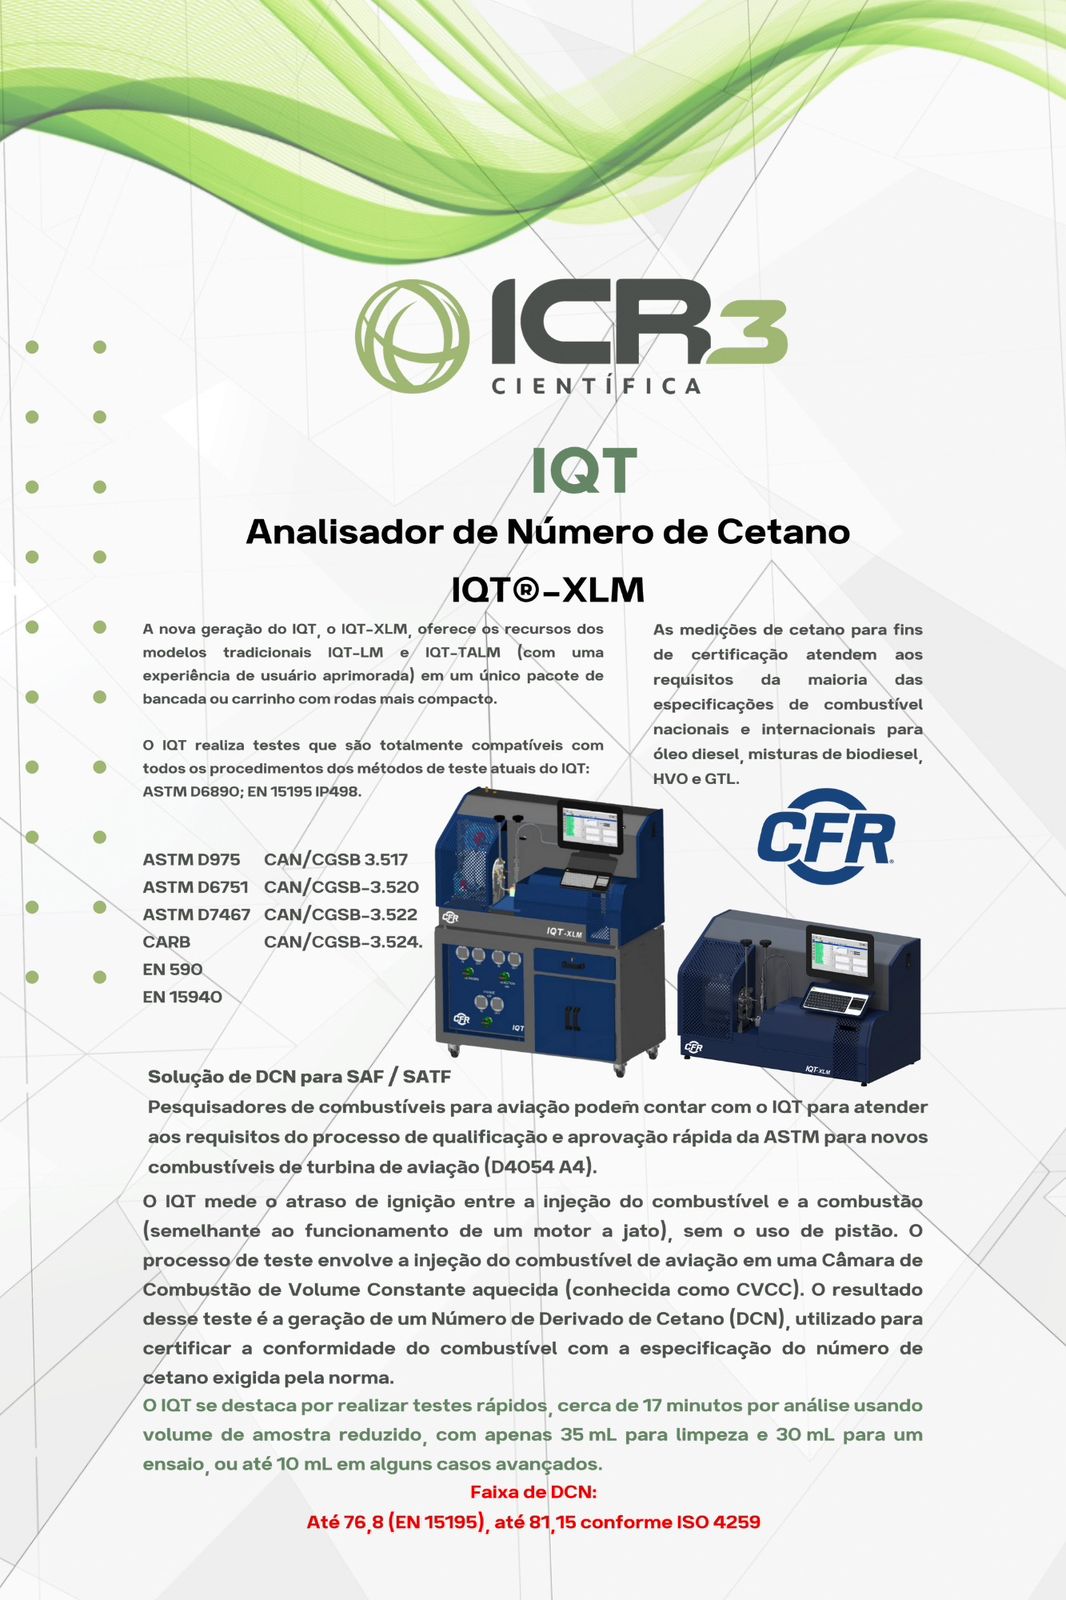 ICR3
CIENTÍFICA
IQT
Analisador de Número de Cetano
IQT®-XLM
A nova geração do IQT, o IQT-XLM, oferece os recursos dos
modelos tradicionais IQT-LM e IQT-TALM (com uma
experiência de usuário aprimorada) em um único pacote de
bancada ou carrinho com rodas mais compacto.
O IQT realiza testes que são totalmente compatíveis com
todos os procedimentos dos métodos de teste atuais do IQT:
ASTM D6890; EN 15195 IP498.
As medições de cetano para fins
de certificação atendem aos
requisitos da maioria das
especificações de combustível
nacionais e internacionais para
óleo diesel, misturas de biodiesel,
HVO e GTL.
CFR®
ASTM D975 CAN/CGSB 3.517
ASTM D6751 CAN/CGSB-3.520
ASTM D7467 CAN/CGSB-3.522
CARB CAN/CGSB-3.524.
EN 590
EN 15940
CFR
IQT-XLM
CFR
IQT
CFR
IQT-XLM
Solução de DCN para SAF / SATF
Pesquisadores de combustíveis para aviação podem contar com o IQT para atender
aos requisitos do processo de qualificação e aprovação rápida da ASTM para novos
combustíveis de turbina de aviação (D4054 A4).
O IQT mede o atraso de ignição entre a injeção do combustível e a combustão
(semelhante ao funcionamento de um motor a jato), sem o uso de pistão. O
processo de teste envolve a injeção do combustível de aviação em uma Câmara de
Combustão de Volume Constante aquecida (conhecida como CVCC). O resultado
desse teste é a geração de um Número de Derivado de Cetano (DCN), utilizado para
certificar a conformidade do combustível com a especificação do número de
cetano exigida pela norma.
O IQT se destaca por realizar testes rápidos, cerca de 17 minutos por análise usando
volume de amostra reduzido, com apenas 35 mL para limpeza e 30 mL para um
ensaio, ou até 10 mL em alguns casos avançados.
Faixa de DCN:
Até 76,8 (EN 15195), até 81,15 conforme ISO 4259